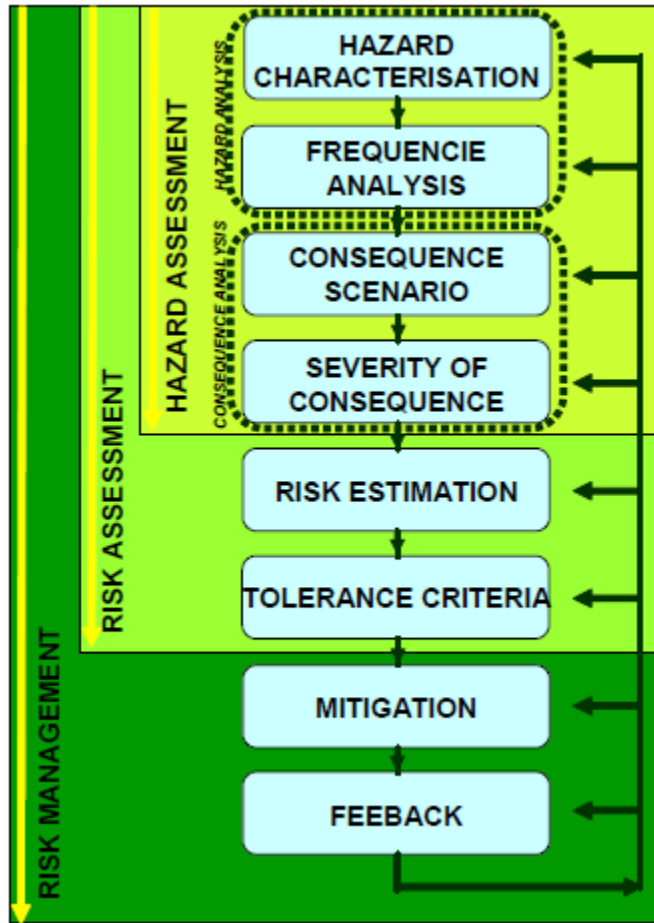 HAZARD
CHARACTERISATION
FREQUENCIE
ANALYSIS
CONSEQUENCE
SCENARIO
SEVERITY OF
CONSEQUENCE
RISK ESTIMATION
TOLERANCE CRITERIA
MITIGATION
FEEBACK
HAZARD ANALYSIS
CONSEQUENCE ANALYSIS
HAZARD ASSESSMENT
RISK ASSESSMENT
RISK MANAGEMENT